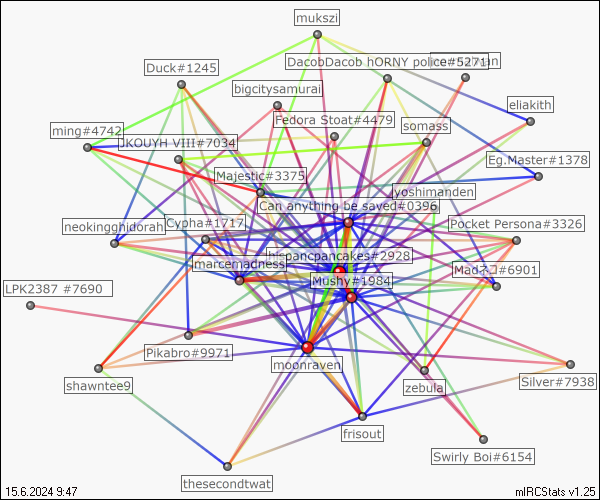 mukszi
DacobDacob hORNY police#5271
Duck#1245
bigcitysamurai
eliakith
Fedora Stoat#4479
somass
ming#4742
JKOUYH VIII#7034
Eg.Master#1378
Majestic#3375
yoshimanden
Can anything be saved#0396
neokingghidorah
Cypha#1717
Pocket Persona#3326
hispancpancakes#2928
marcemadness
Madネコ#6901
Mushy#1984
LPK2387 #7690
Pikabro#9971
moonraven
shawntee9
zebula
Silver#7938
frisout
Swirly Boi#6154
thesecondtwat
15.6.2024 9:47
mIRCStats v1.25